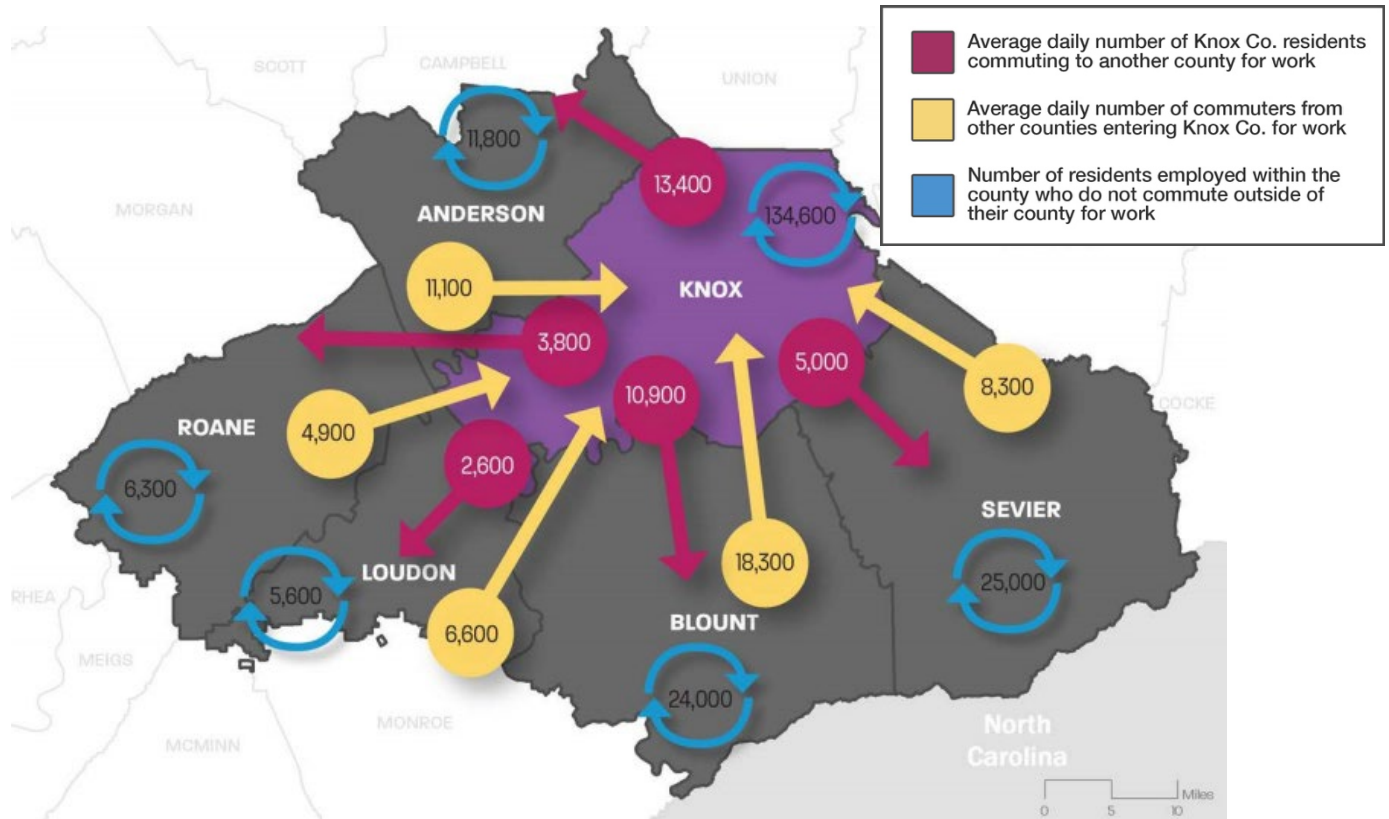 Average daily number of Knox Co. residents
commuting to another county for work
Average daily number of commuters from
other counties entering Knox Co. for work
Number of residents employed within the
county who do not commute outside of
their county for work
SCOTT
CAMPBELL
UNION
11,800
13,400
134,600
MORGAN
ANDERSON
11,100
KNOX
3,800
5,000
8,300
10,900
COCKE
ROANE
4,900
2,600
6,300
SEVIER
18,300
LOUDON
25,000
RHEA
5,600
BLOUNT
6,600
MEIGS
24,000
MONROE
MCMINN
North
Carolina
Miles
0 5 10